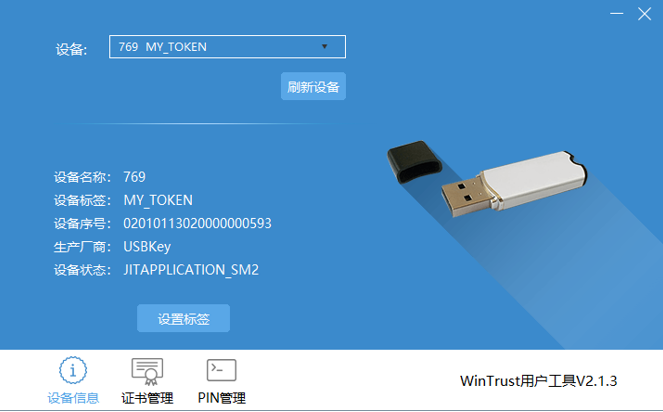 设备: 769 MY_TOKEN
刷新设备
设备名称： 769
设备标签： MY_TOKEN
设备序号： 02010113020000000593
生产厂商： USBKey
设备状态： JITAPPLICATION_SM2
设置标签
设备信息 证书管理 PIN管理
WinTrust用户工具V2.1.3